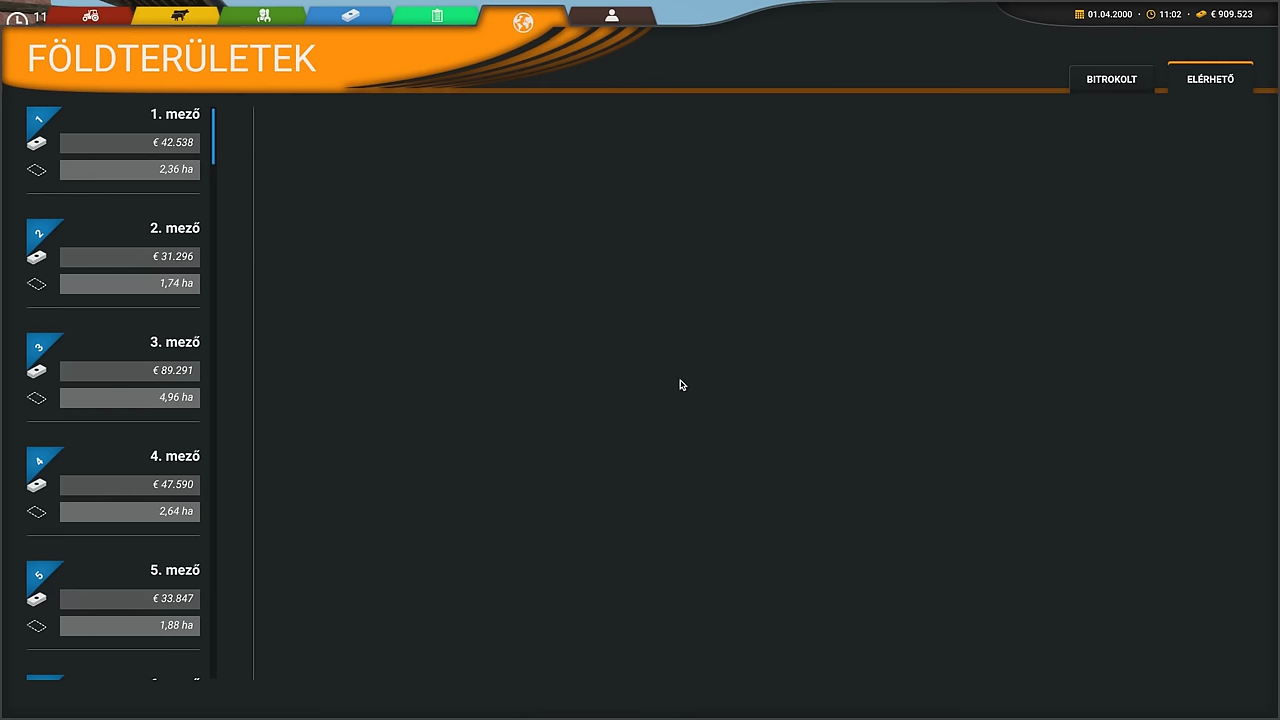 11
01.04.2000 · 11:02 · € 909.523
FÖLDTERÜLETEK
BITROKOLT
ELÉRHETŐ
1
1. mező
€ 42.538
2,36 ha
2
2. mező
€ 31.296
1,74 ha
3
3. mező
€ 89.291
4,96 ha
4
4. mező
€ 47.590
2,64 ha
5
5. mező
€ 33.847
1,88 ha